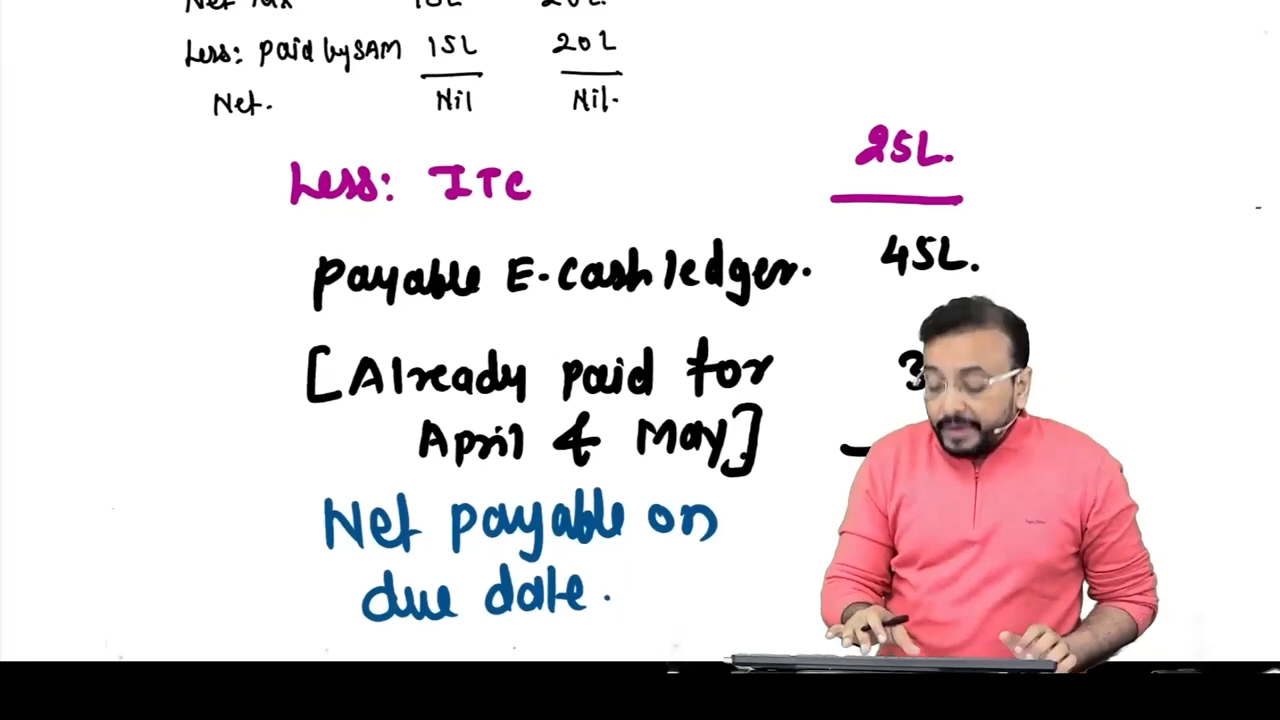 Less: paid by SAM 15L 20L
Net. Nil Nil.
25L.
Less: ITC
Payable E-cash ledger. 45L.
[Already paid for
April & May]
Net payable on
due date.